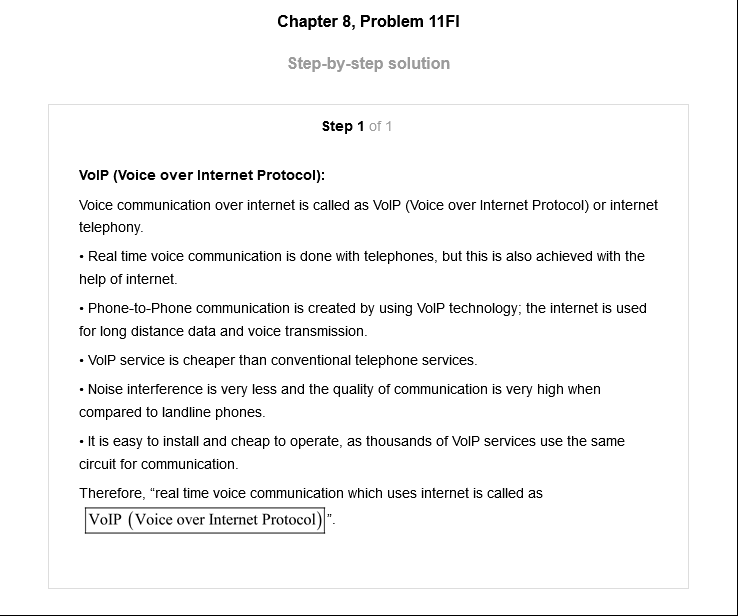 Chapter 8, Problem 11FI
Step-by-step solution
Step 1 of 1
VoIP (Voice over Internet Protocol):
Voice communication over internet is called as VoIP (Voice over Internet Protocol) or internet
telephony.
• Real time voice communication is done with telephones, but this is also achieved with the
help of internet.
• Phone-to-Phone communication is created by using VoIP technology; the internet is used
for long distance data and voice transmission.
• VoIP service is cheaper than conventional telephone services.
• Noise interference is very less and the quality of communication is very high when
compared to landline phones.
• It is easy to install and cheap to operate, as thousands of VoIP services use the same
circuit for communication.
Therefore, “real time voice communication which uses internet is called as
VoIP (Voice over Internet Protocol)”.